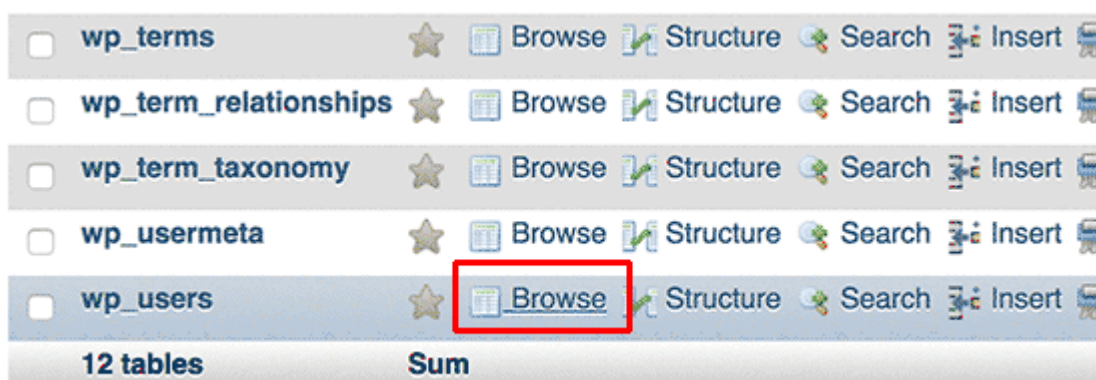 wp_terms Browse Structure Search Insert
wp_term_relationships Browse Structure Search Insert
wp_term_taxonomy Browse Structure Search Insert
wp_usermeta Browse Structure Search Insert
wp_users Browse Structure Search Insert
12 tables Sum